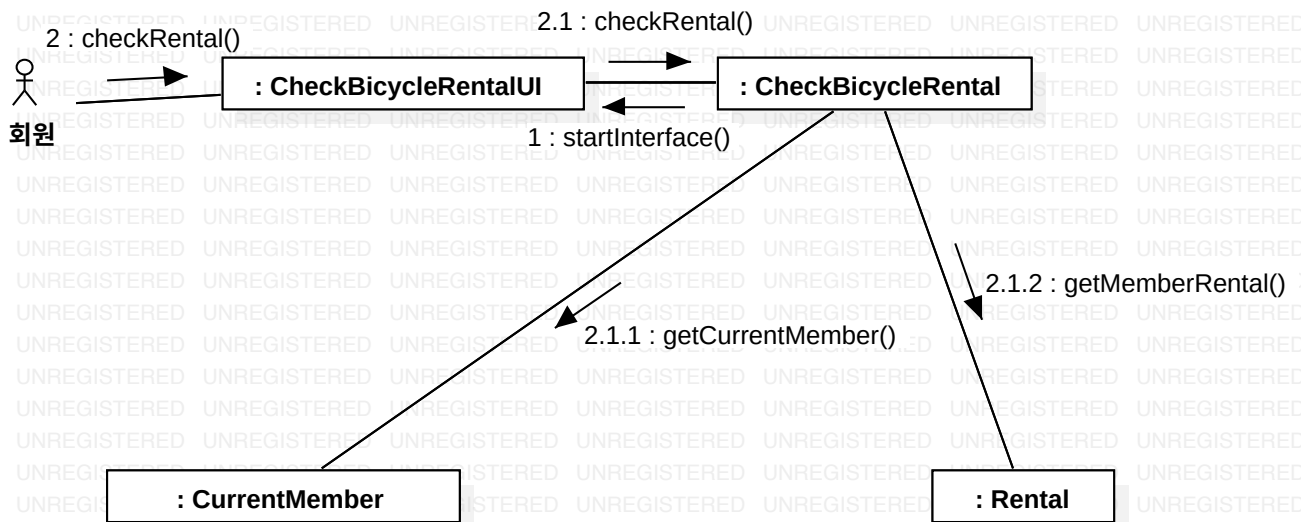 2.1 : checkRental()
2 : checkRental()
: CheckBicycleRentalUI
: CheckBicycleRental
회원
1 : startInterface()
2.1.2 : getMemberRental()
2.1.1 : getCurrentMember()
: CurrentMember
: Rental
UNREGISTERED